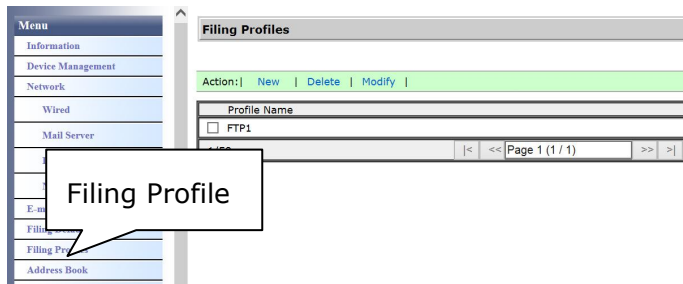 Menu
Information
Device Management
Network
Wired
Mail Server
Filing Profile
Address Book
Filing Profiles
Action:| New | Delete | Modify |
Profile Name
FTP1
|< << Page 1 (1 / 1) >> >|